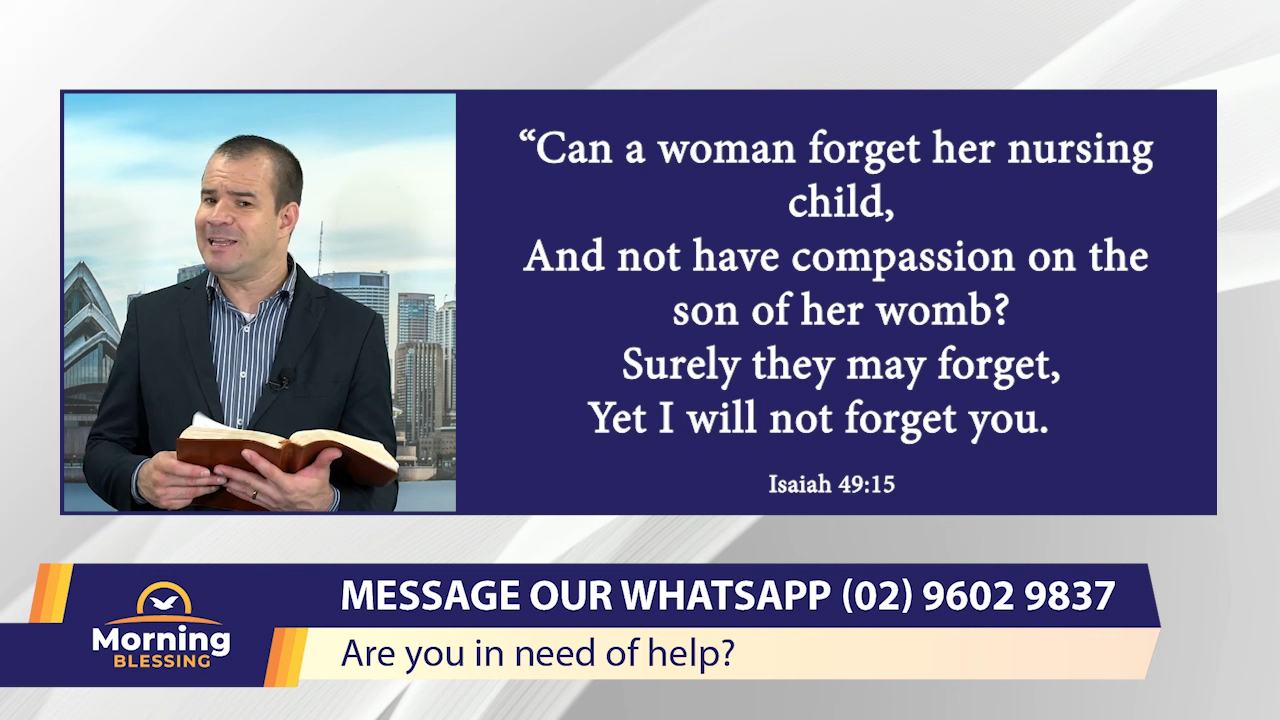 “Can a woman forget her nursing
child,
And not have compassion on the
son of her womb?
Surely they may forget,
Yet I will not forget you.
Isaiah 49:15
MESSAGE OUR WHATSAPP (02) 9602 9837
Are you in need of help?
Morning
BLESSING